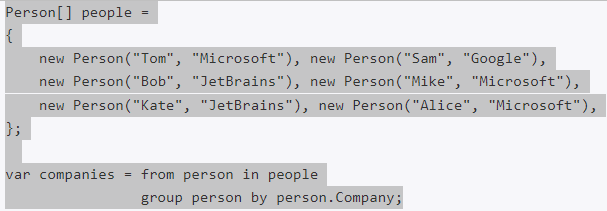 Person[] people =
{
    new Person("Tom", "Microsoft"), new Person("Sam", "Google"),
    new Person("Bob", "JetBrains"), new Person("Mike", "Microsoft"),
    new Person("Kate", "JetBrains"), new Person("Alice", "Microsoft"),
};

var companies = from person in people
                group person by person.Company;